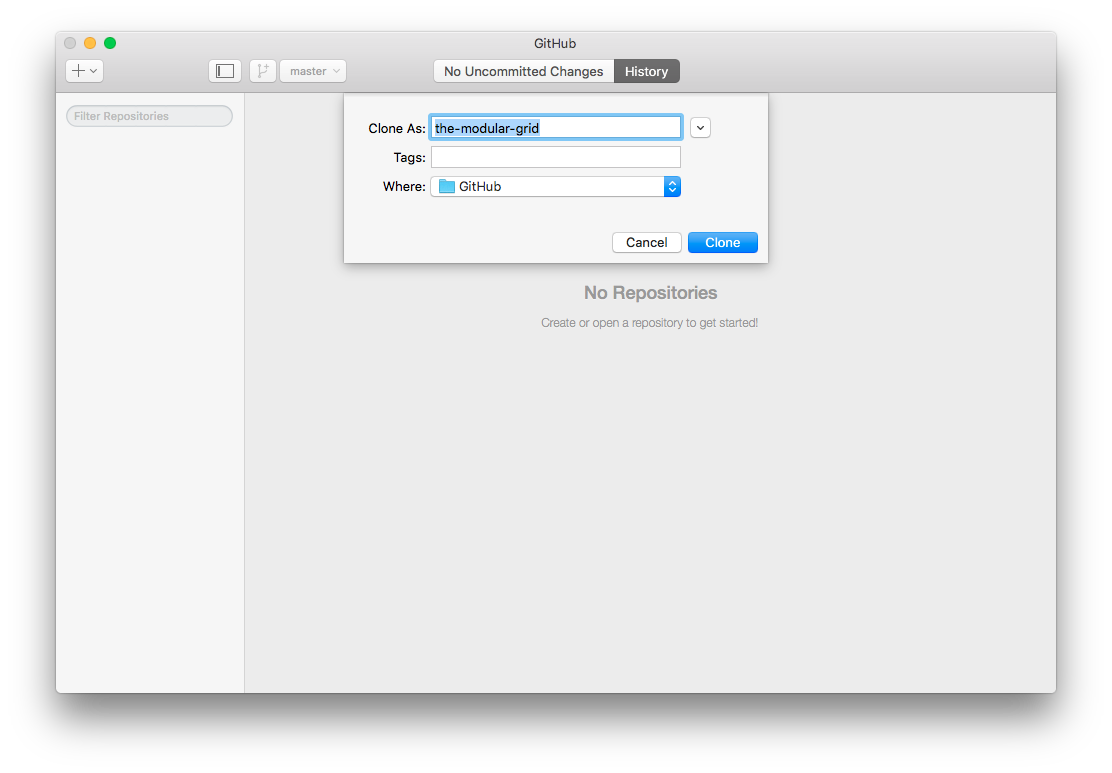 GitHub
master
No Uncommitted Changes
History
Filter Repositories
Clone As: the-modular-grid
Tags:
Where: GitHub
Cancel
Clone
No Repositories
Create or open a repository to get started!